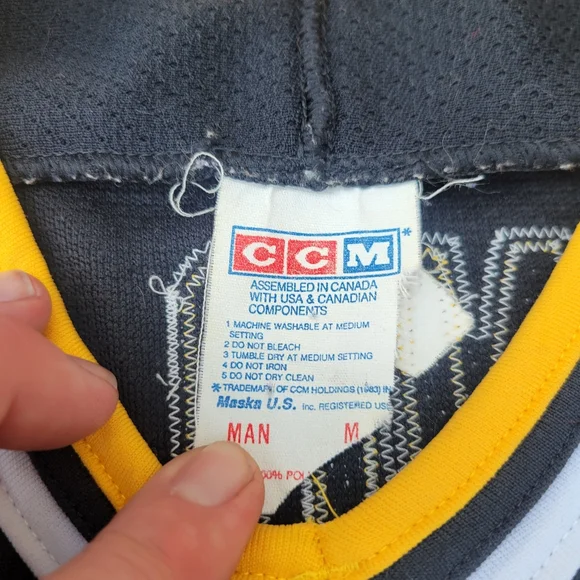 CCM*
ASSEMBLED IN CANADA
WITH USA & CANADIAN
COMPONENTS
1 MACHINE WASHABLE AT MEDIUM
SETTING
2 DO NOT BLEACH
3 TUMBLE DRY AT MEDIUM SETTING
4 DO NOT IRON
5 DO NOT DRY CLEAN
* TRADEMARK OF CCM HOLDINGS (1983) IN
Maska U.S. Inc. REGISTERED USE
MAN M